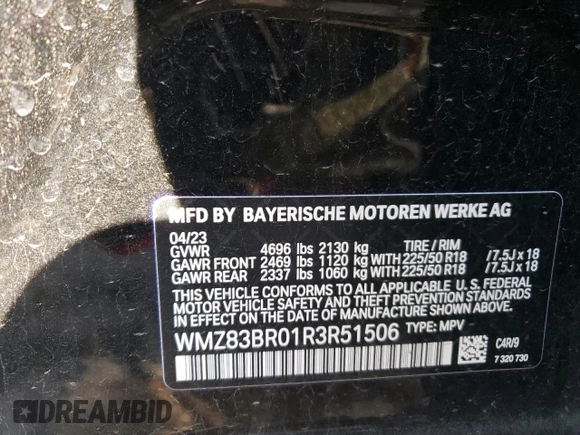 MFD BY BAYERISCHE MOTOREN WERKE AG
04/23
GVWR 4696 lbs 2130 kg TIRE / RIM
GAWR FRONT 2469 lbs 1120 kg WITH 225/50 R18 /7.5J x 18
GAWR REAR 2337 lbs 1060 kg WITH 225/50 R18 /7.5J x 18
THIS VEHICLE CONFORMS TO ALL APPLICABLE U.S. FEDERAL
MOTOR VEHICLE SAFETY AND THEFT PREVENTION STANDARDS
IN EFFECT ON THE DATE OF MANUFACTURE SHOWN ABOVE.
WMZ83BR01R3R51506 TYPE: MPV
C4R/9
7 320 730
DREAMBID